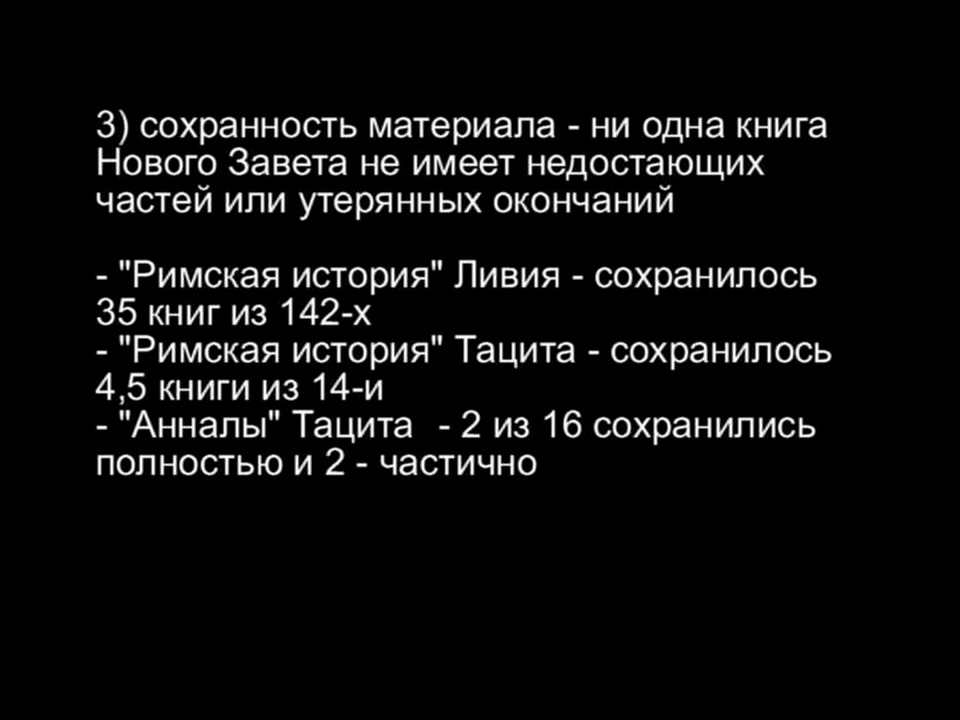 3) сохранность материала - ни одна книга
Нового Завета не имеет недостающих
частей или утерянных окончаний
- "Римская история" Ливия - сохранилось
35 книг из 142-х
- "Римская история" Тацита - сохранилось
4,5 книги из 14-и
- "Анналы" Тацита - 2 из 16 сохранились
полностью и 2 - частично